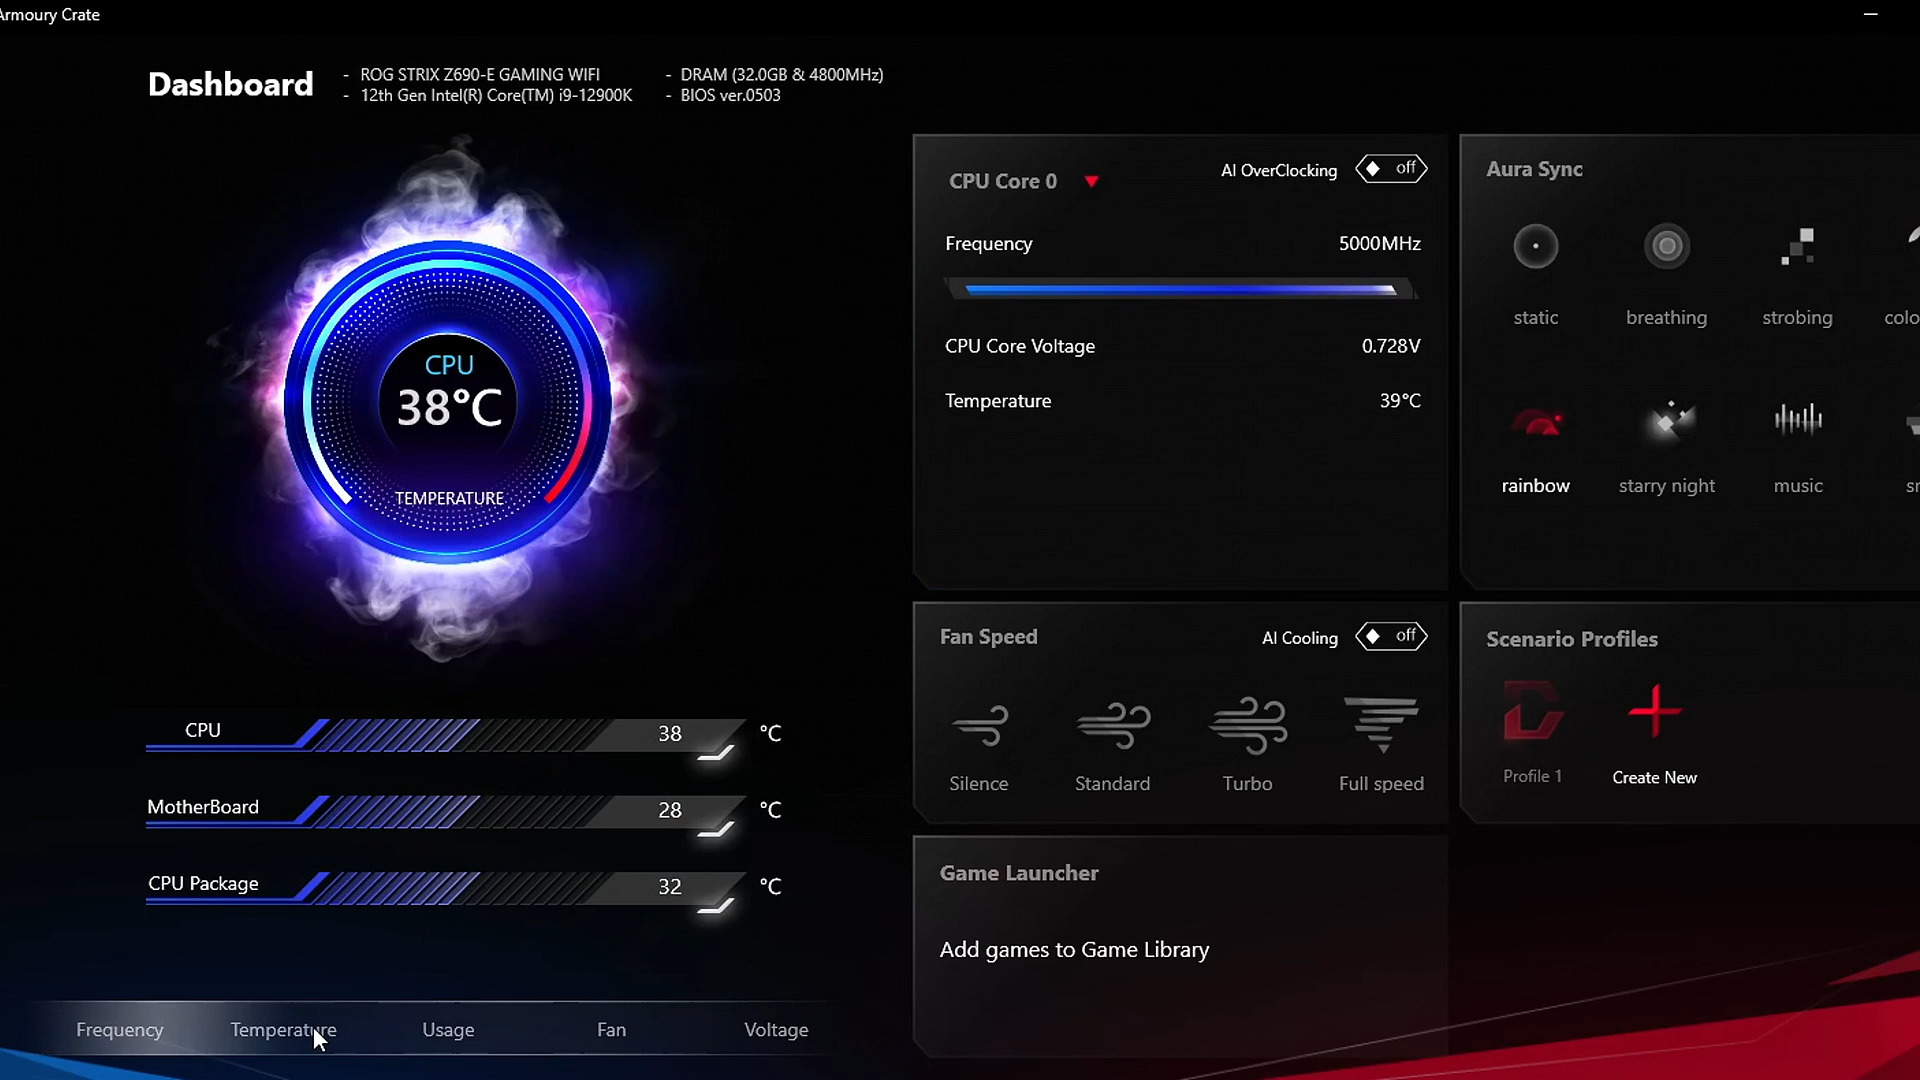 Armoury Crate
Dashboard
- ROG STRIX Z690-E GAMING WIFI
- 12th Gen Intel(R) Core(TM) i9-12900K
- DRAM (32.0GB & 4800MHz)
- BIOS ver.0503
CPU
38°C
TEMPERATURE
CPU 38 °C
MotherBoard 28 °C
CPU Package 32 °C
Frequency Temperature Usage Fan Voltage
CPU Core 0 AI OverClocking off
Frequency 5000MHz
CPU Core Voltage 0.728V
Temperature 39°C
Fan Speed AI Cooling off
Silence Standard Turbo Full speed
Game Launcher
Add games to Game Library
Aura Sync
static breathing strobing colo
rainbow starry night music
Scenario Profiles
Profile 1 Create New